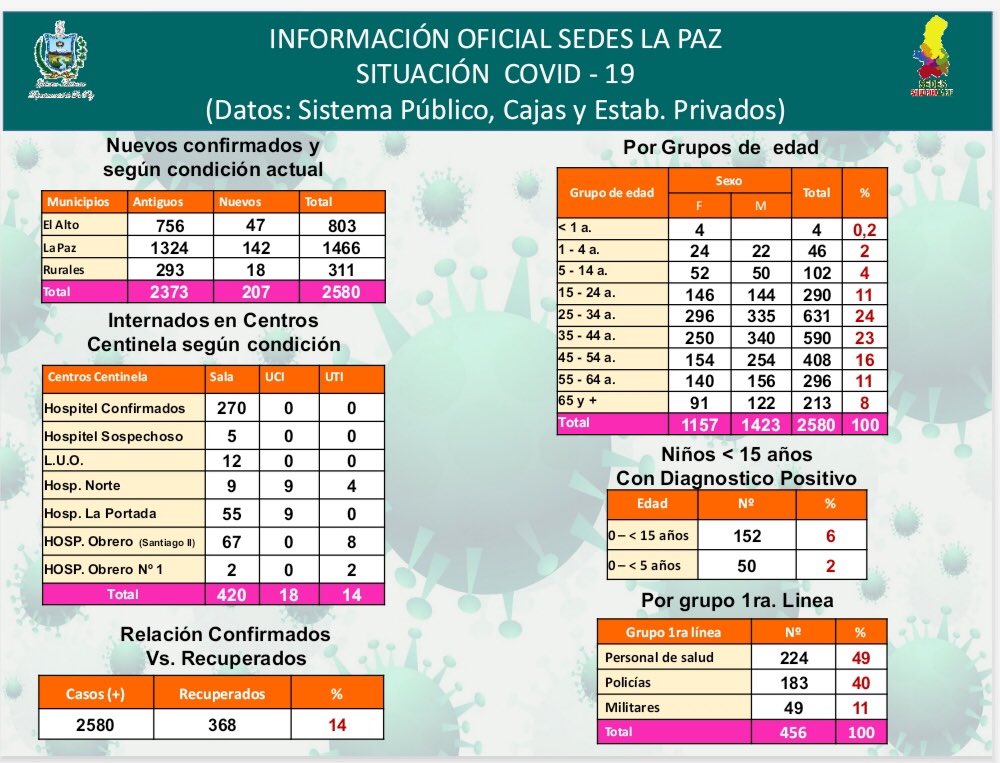 INFORMACIÓN OFICIAL SEDES LA PAZ
SITUACIÓN COVID - 19
(Datos: Sistema Público, Cajas y Estab. Privados)
SEDES
Nuevos confirmados y
según condición actual
Municipios Antiguos Nuevos Total
El Alto 756 47 803
La Paz 1324 142 1466
Rurales 293 18 311
Total 2373 207 2580
Internados en Centros
Centinela según condición
Centros Centinela Sala UCI UTI
Hospitel Confirmados 270 0 0
Hospitel Sospechoso 5 0 0
L.U.O. 12 0 0
Hosp. Norte 9 9 4
Hosp. La Portada 55 9 0
HOSP. Obrero (Santiago II) 67 0 8
HOSP. Obrero Nº 1 2 0 2
Total 420 18 14
Relación Confirmados
Vs. Recuperados
Casos (+) Recuperados %
2580 368 14
Por Grupos de edad
Grupo de edad Sexo Total %
F M
< 1 a. 4 4 0,2
1 - 4 a. 24 22 46 2
5 - 14 a. 52 50 102 4
15 - 24 a. 146 144 290 11
25 - 34 a. 296 335 631 24
35 - 44 a. 250 340 590 23
45 - 54 a. 154 254 408 16
55 - 64 a. 140 156 296 11
65 y + 91 122 213 8
Total 1157 1423 2580 100
Niños < 15 años
Con Diagnostico Positivo
Edad Nº %
0 – < 15 años 152 6
0 – < 5 años 50 2
Por grupo 1ra. Linea
Grupo 1ra línea Nº %
Personal de salud 224 49
Policías 183 40
Militares 49 11
Total 456 100